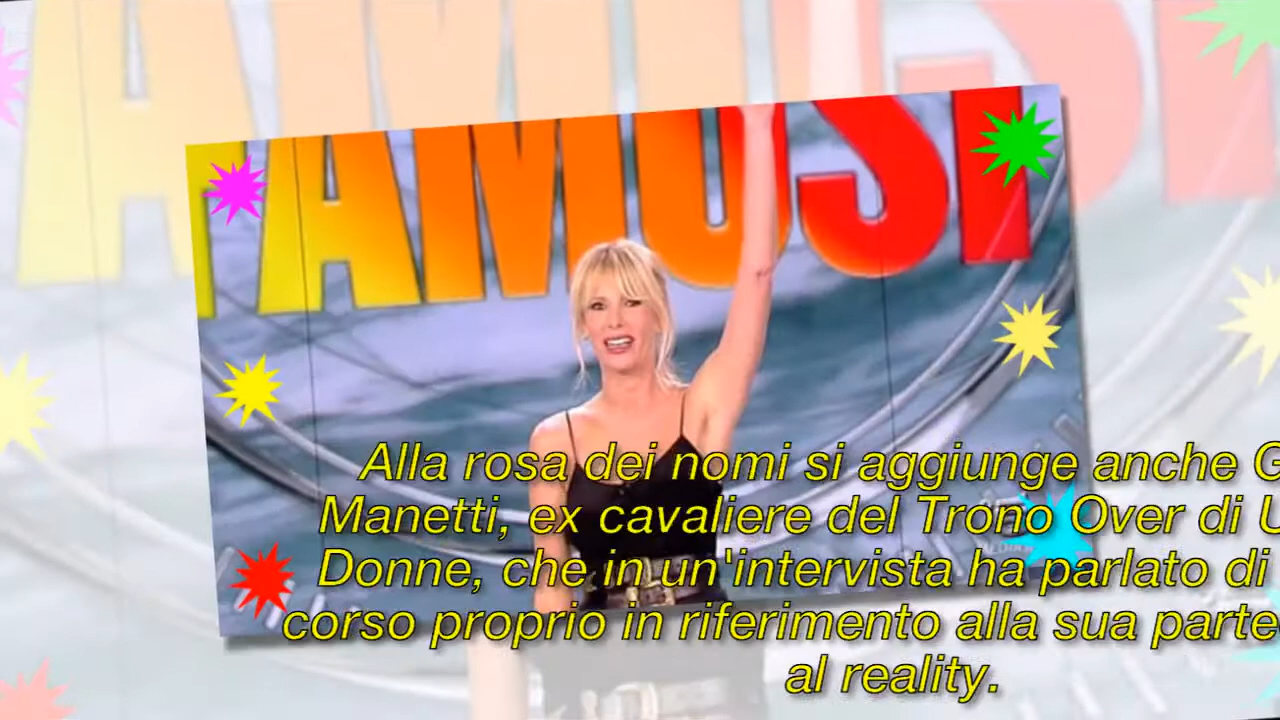 FAMOSI
Alla rosa dei nomi si aggiunge anche G
Manetti, ex cavaliere del Trono Over di U
Donne, che in un'intervista ha parlato di
corso proprio in riferimento alla sua parte
al reality.